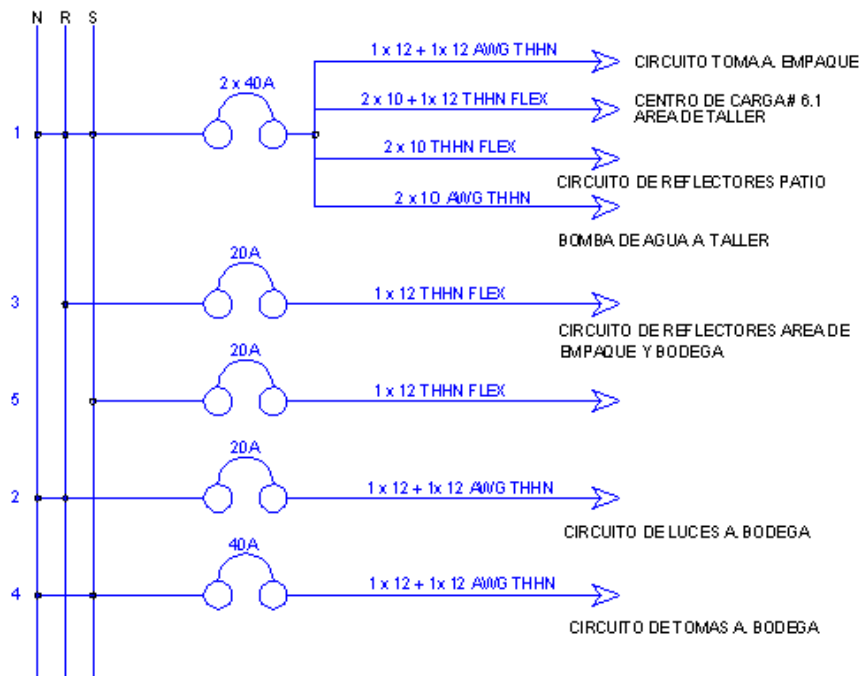 N R S
1 x 12 + 1x 12 AWG THHN
CIRCUITO TOMA A. EMPAQUE
2 x 40A
2 x 10 + 1x 12 THHN FLEX
CENTRO DE CARGA# 6.1
AREA DE TALLER
1
2 x 10 THHN FLEX
CIRCUITO DE REFLECTORES PATIO
2 x 10 AWG THHN
BOMBA DE AGUA A TALLER
20A
3
1 x 12 THHN FLEX
CIRCUITO DE REFLECTORES AREA DE
EMPAQUE Y BODEGA
20A
5
1 x 12 THHN FLEX
20A
2
1 x 12 + 1x 12 AWG THHN
CIRCUITO DE LUCES A. BODEGA
40A
4
1 x 12 + 1x 12 AWG THHN
CIRCUITO DE TOMAS A. BODEGA